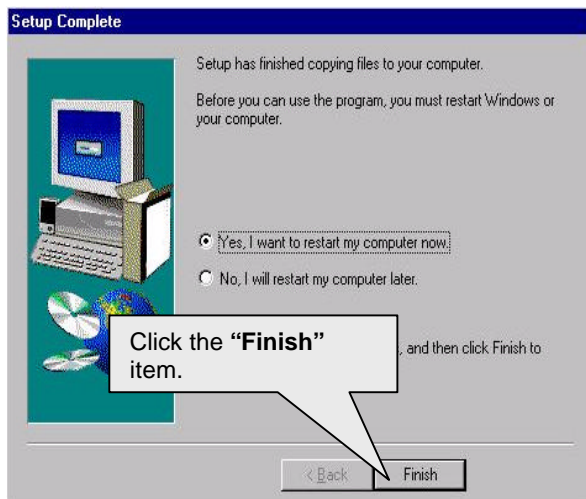 Setup Complete
Setup has finished copying files to your computer.
Before you can use the program, you must restart Windows or
your computer.
Yes, I want to restart my computer now.
No, I will restart my computer later.
Click the “Finish”
item.
, and then click Finish to
< Back
Finish